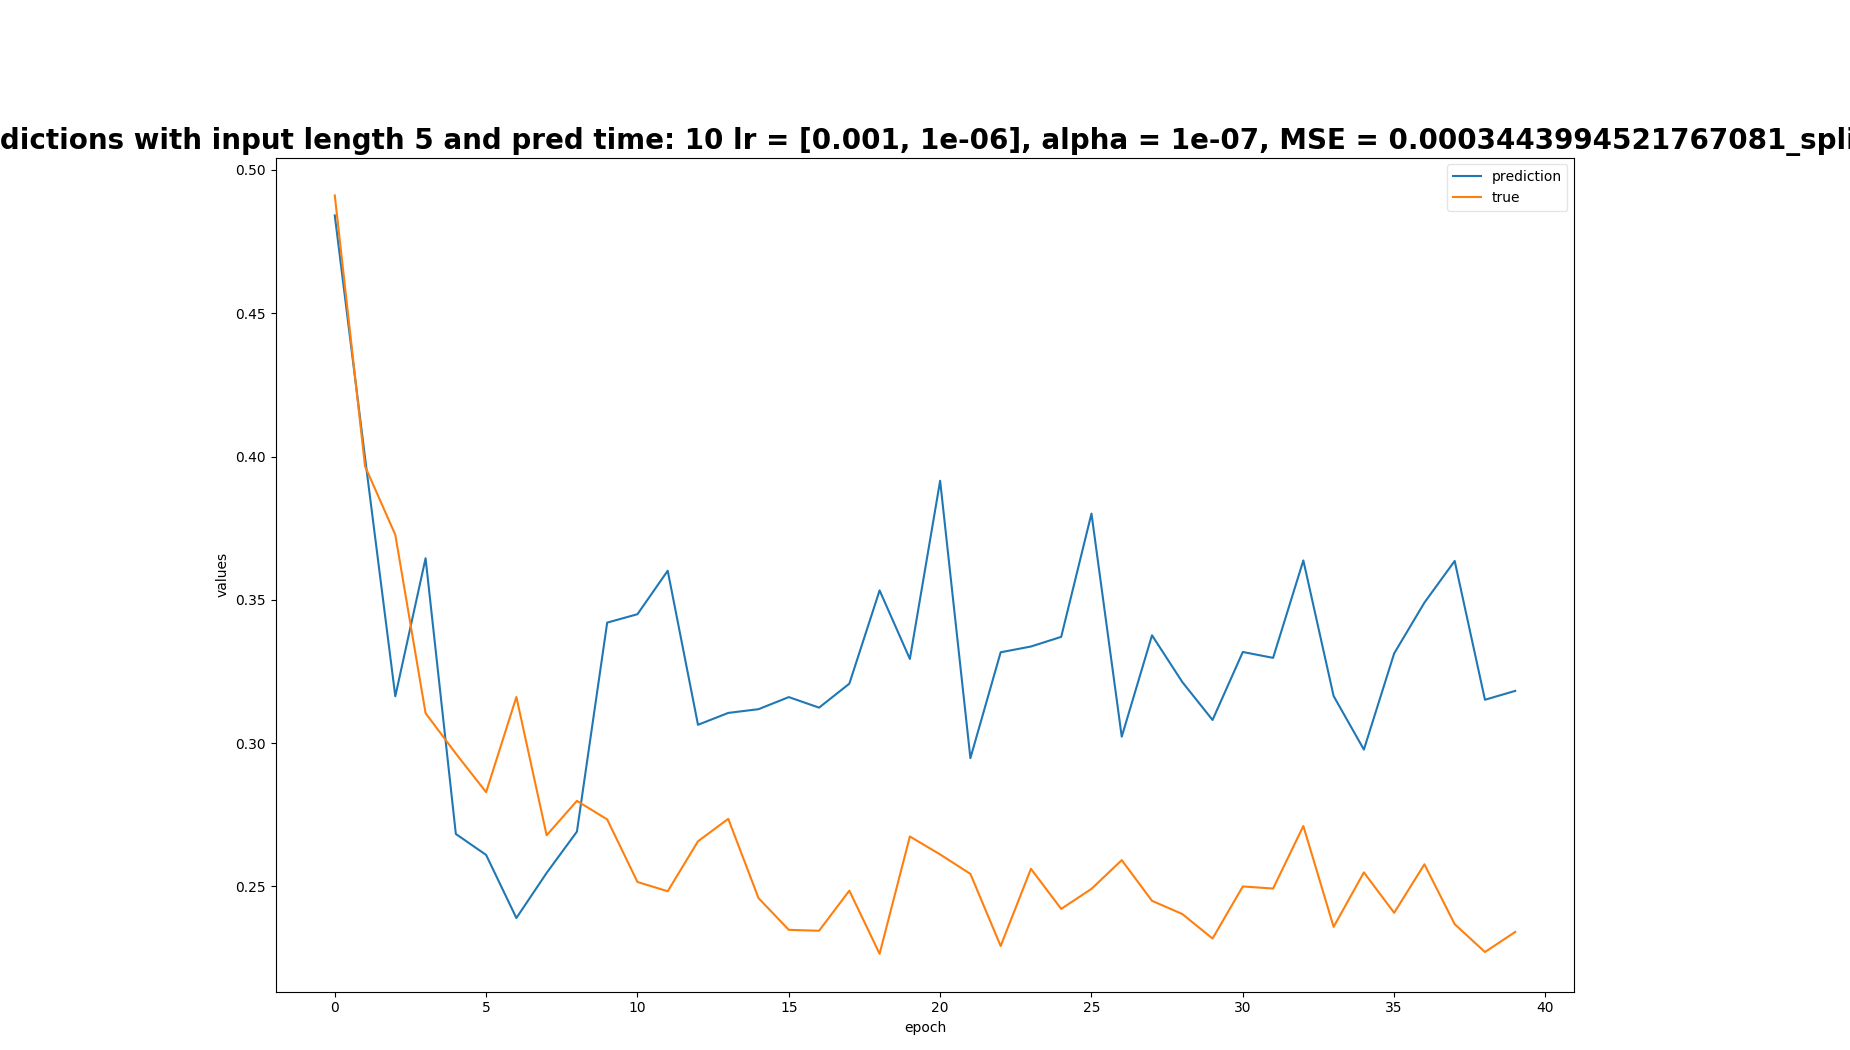 dictions with input length 5 and pred time: 10 lr = [0.001, 1e-06], alpha = 1e-07, MSE = 0.0003443994521767081_spli
prediction
true
0.50
0.45
0.40
0.35
0.30
0.25
values
0 5 10 15 20 25 30 35 40
epoch